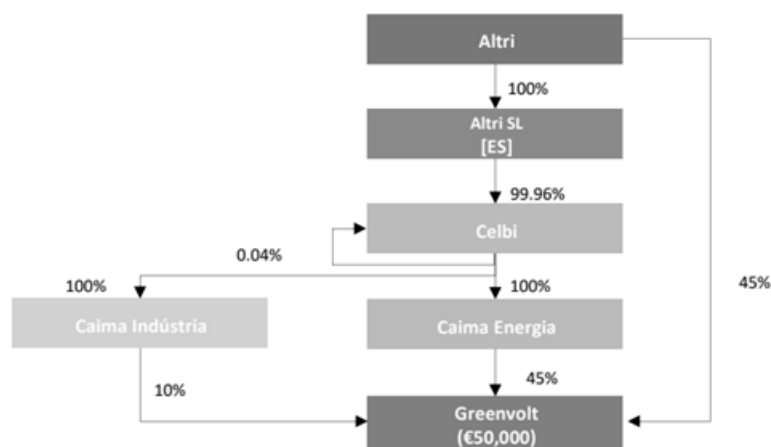 Altri
100%
Altri SL
[ES]
99.96%
Celbi
0.04%
100%
100%
45%
Caima Indústria
Caima Energia
10%
45%
Greenvolt
(€50,000)